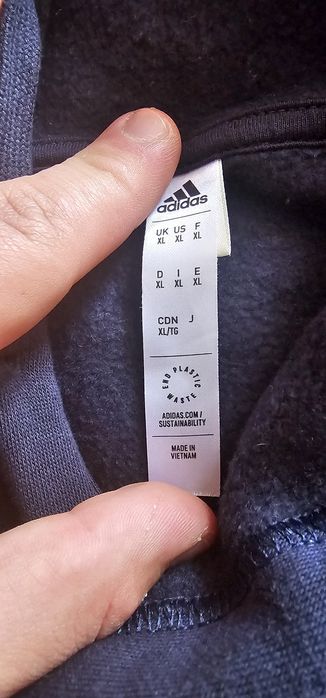 adidas
UK US F
XL XL XL
D I E
XL XL XL
CDN J
XL/TG
END PLASTIC WASTE
ADIDAS.COM/
SUSTAINABILITY
MADE IN
VIETNAM